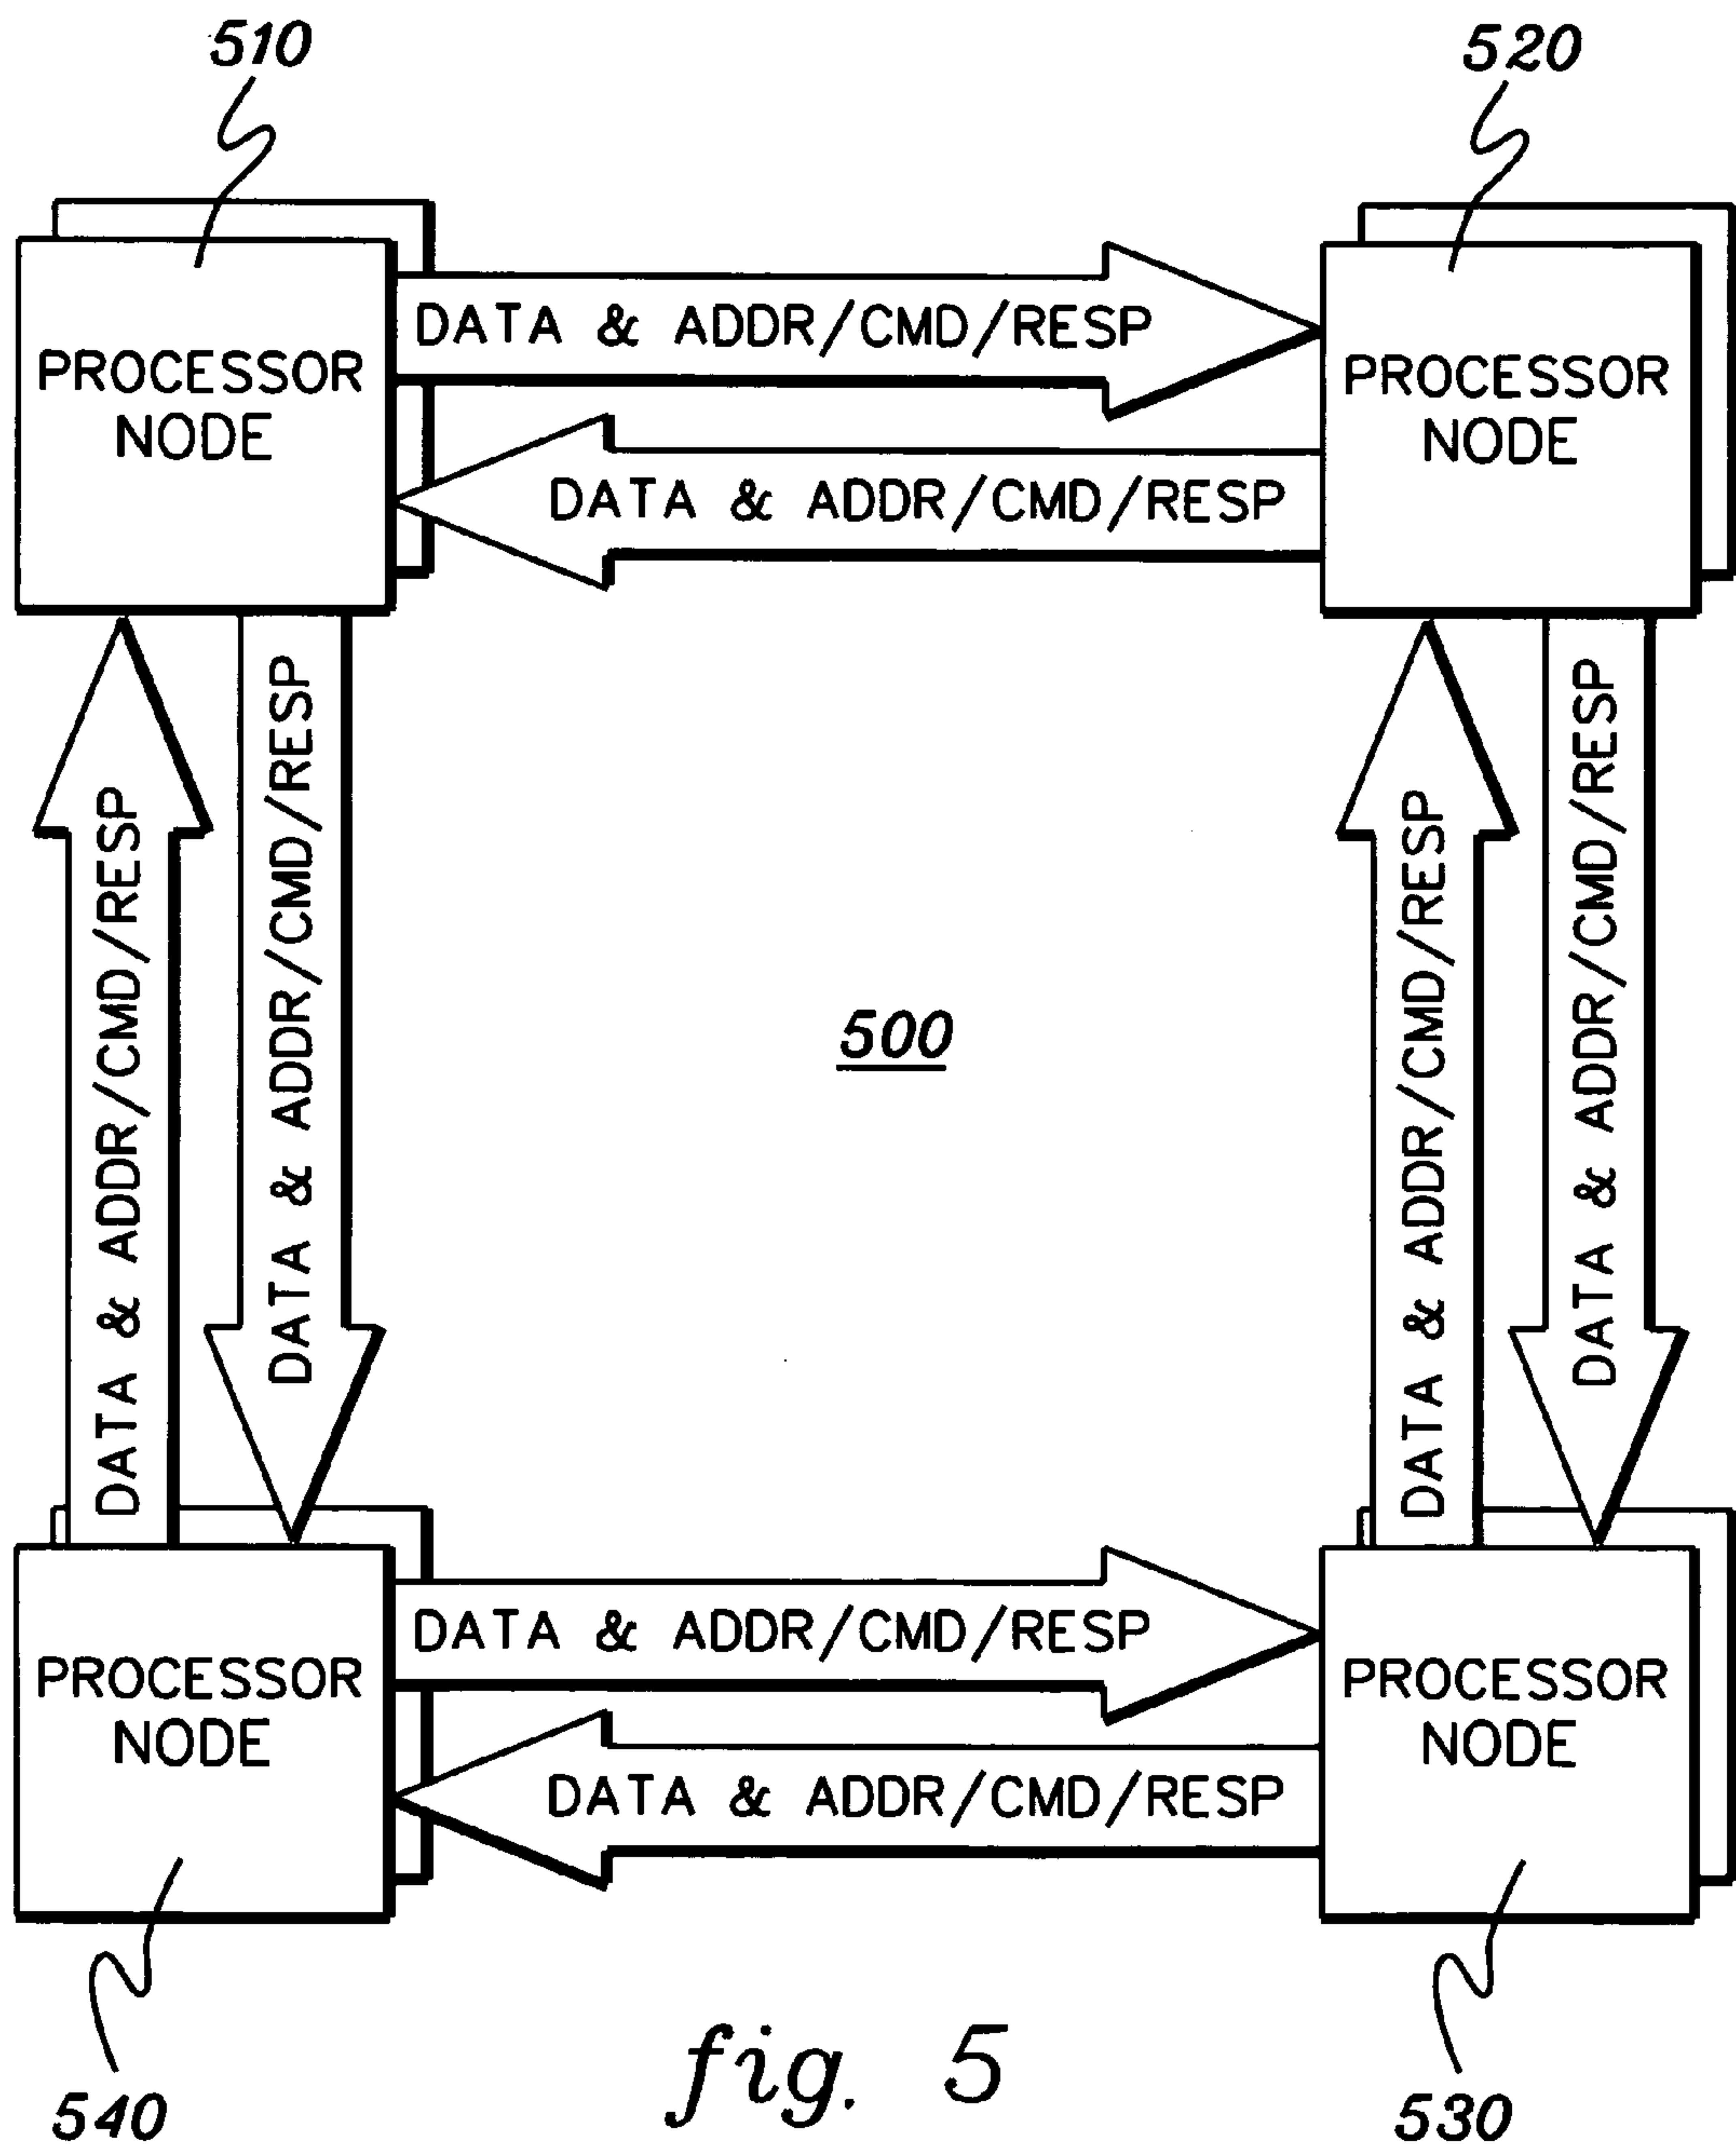 510
520
DATA & ADDR/CMD/RESP
PROCESSOR
NODE
PROCESSOR
NODE
DATA & ADDR/CMD/RESP
DATA & ADDR/CMD/RESP
DATA & ADDR/CMD/RESP
500
DATA & ADDR/CMD/RESP
DATA & ADDR/CMD/RESP
DATA & ADDR/CMD/RESP
PROCESSOR
NODE
PROCESSOR
NODE
DATA & ADDR/CMD/RESP
540
fig. 5
530